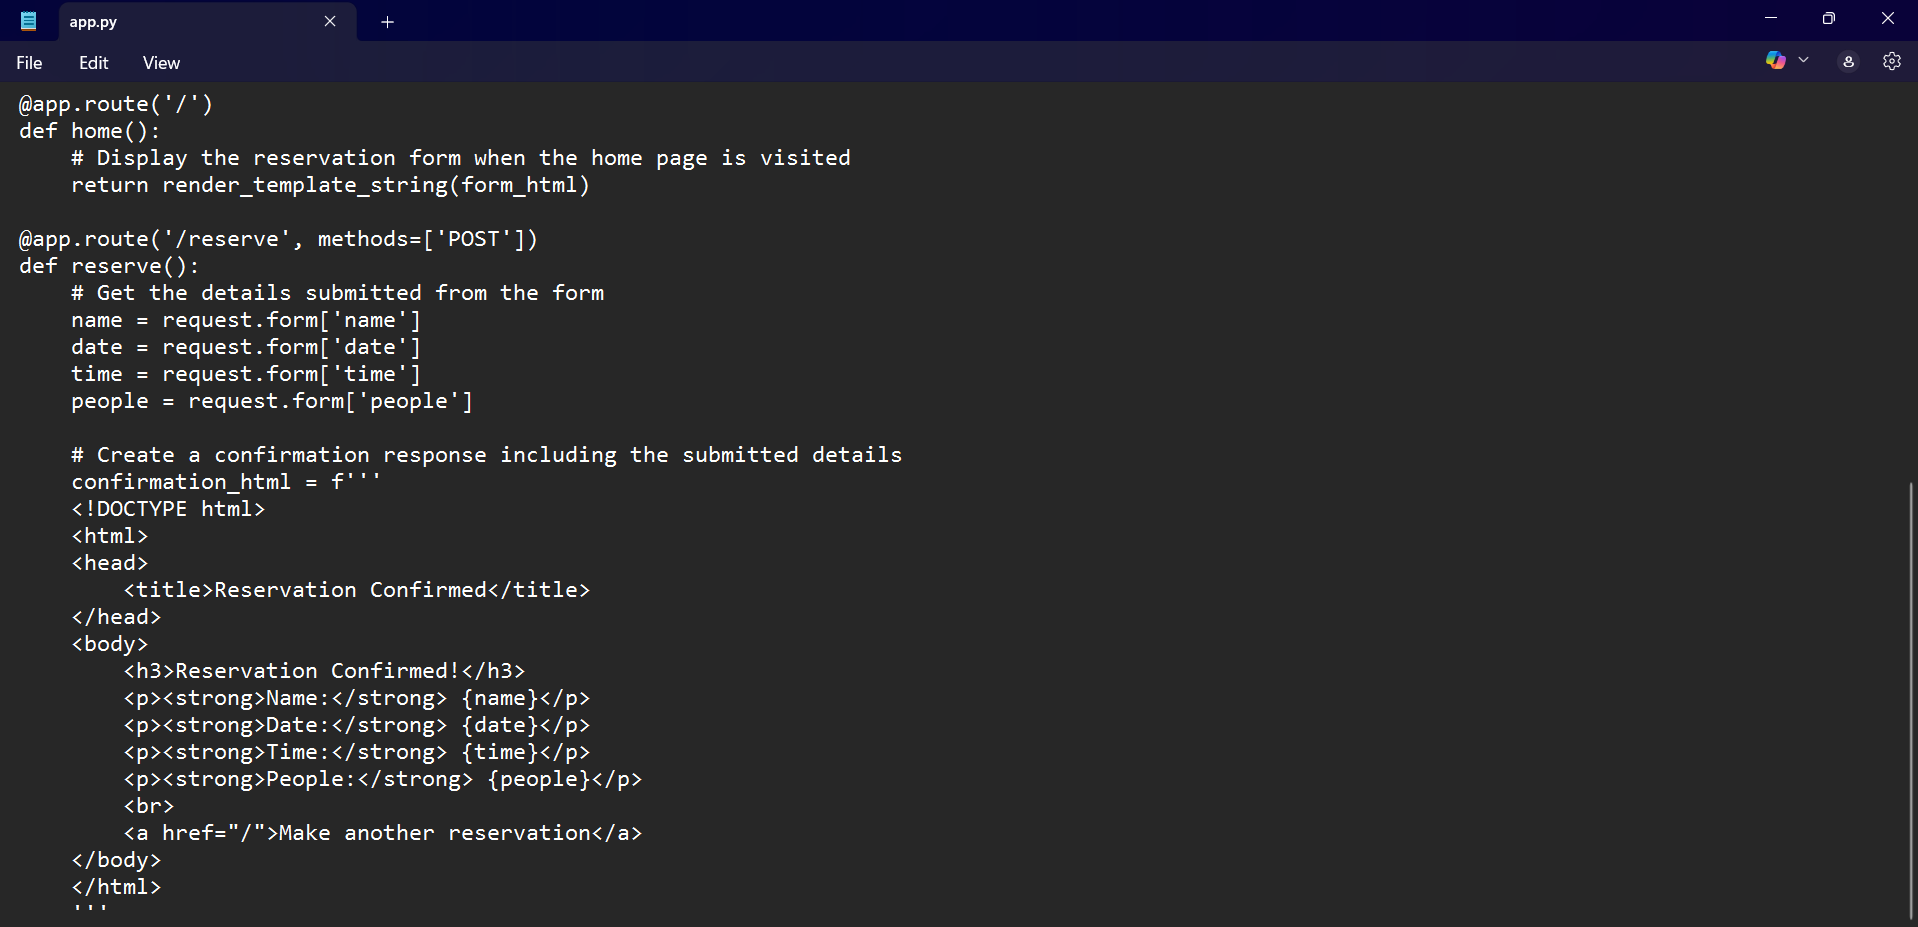 app.py
File Edit View
@app.route('/')
def home():
    # Display the reservation form when the home page is visited
    return render_template_string(form_html)

@app.route('/reserve', methods=['POST'])
def reserve():
    # Get the details submitted from the form
    name = request.form['name']
    date = request.form['date']
    time = request.form['time']
    people = request.form['people']

    # Create a confirmation response including the submitted details
    confirmation_html = f'''
    <!DOCTYPE html>
    <html>
    <head>
        <title>Reservation Confirmed</title>
    </head>
    <body>
        <h3>Reservation Confirmed!</h3>
        <p><strong>Name:</strong> {name}</p>
        <p><strong>Date:</strong> {date}</p>
        <p><strong>Time:</strong> {time}</p>
        <p><strong>People:</strong> {people}</p>
        <br>
        <a href="/">Make another reservation</a>
    </body>
    </html>
    '''